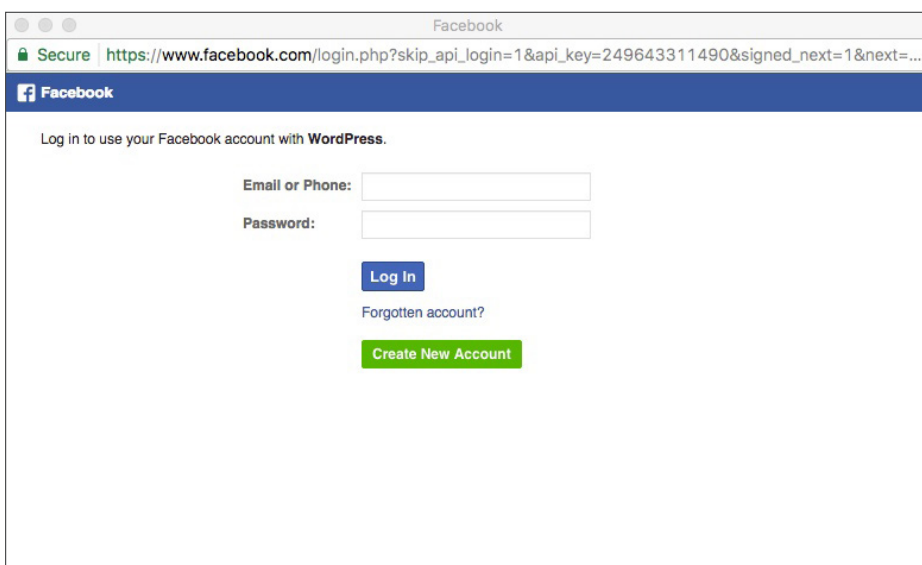 Facebook
Secure https://www.facebook.com/login.php?skip_api_login=1&api_key=249643311490&signed_next=1&next=...
Facebook
Log in to use your Facebook account with WordPress.
Email or Phone:
Password:
Log In
Forgotten account?
Create New Account